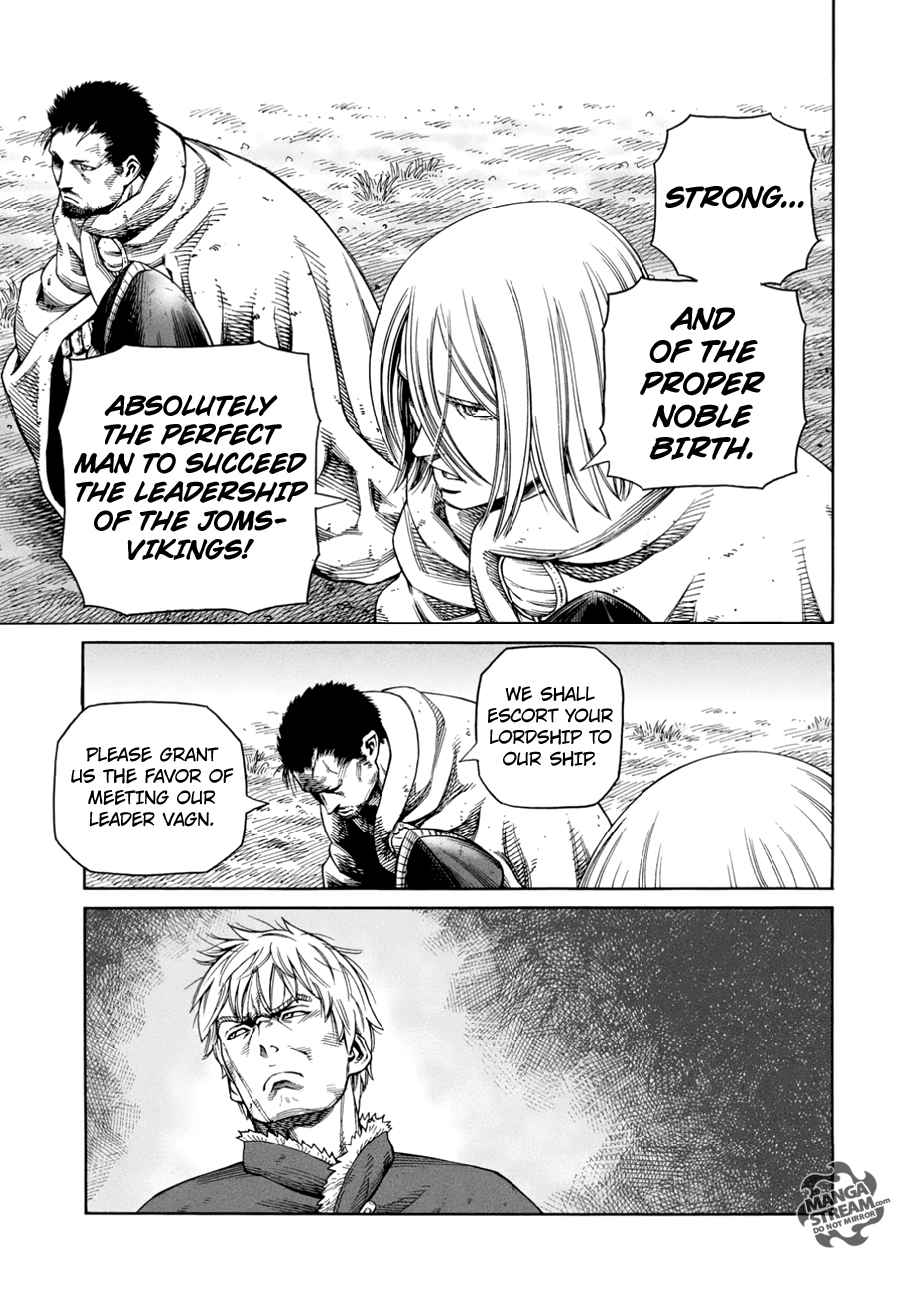 STRONG...
AND
OF THE
PROPER
NOBLE
BIRTH.
ABSOLUTELY
THE PERFECT
MAN TO SUCCEED
THE LEADERSHIP
OF THE JOMS-
VIKINGS!
WE SHALL
ESCORT YOUR
LORDSHIP TO
OUR SHIP.
PLEASE GRANT
US THE FAVOR OF
MEETING OUR
LEADER VAGN.
MANGA
STREAM.com
DO NOT MIRROR